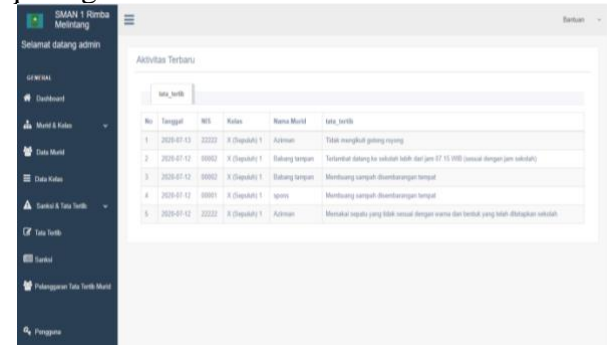 SMAN 1 Rimba
Melintang
Selamat datang admin
GENERAL
Dashboard
Murid & Kelas
Data Murid
Data Kelas
Sanksi & Tata Tertib
Tata Tertib
Sanksi
Pelanggaran Tata Tertib Murid
Pengguna
Bantuan
Aktivitas Terbaru
tata_tertib
No Tanggal NIS Kelas Nama Murid tata_tertib
1 2020-07-13 22222 X (Sepuluh) 1 Azliman Tidak mengikuti gotong royong
2 2020-07-12 00002 X (Sepuluh) 1 Babang tampan Terlambat datang ke sekolah lebih dari jam 07.15 WIB (sesuai dengan jam sekolah)
3 2020-07-12 00002 X (Sepuluh) 1 Babang tampan Membuang sampah disembarangan tempat
4 2020-07-12 00001 X (Sepuluh) 1 Membuang sampah disembarangan tempat
5 2020-07-12 22222 X (Sepuluh) 1 Azliman Memakai sepatu yang tidak sesuai dengan warna dan bentuk yang telah ditetapkan sekolah